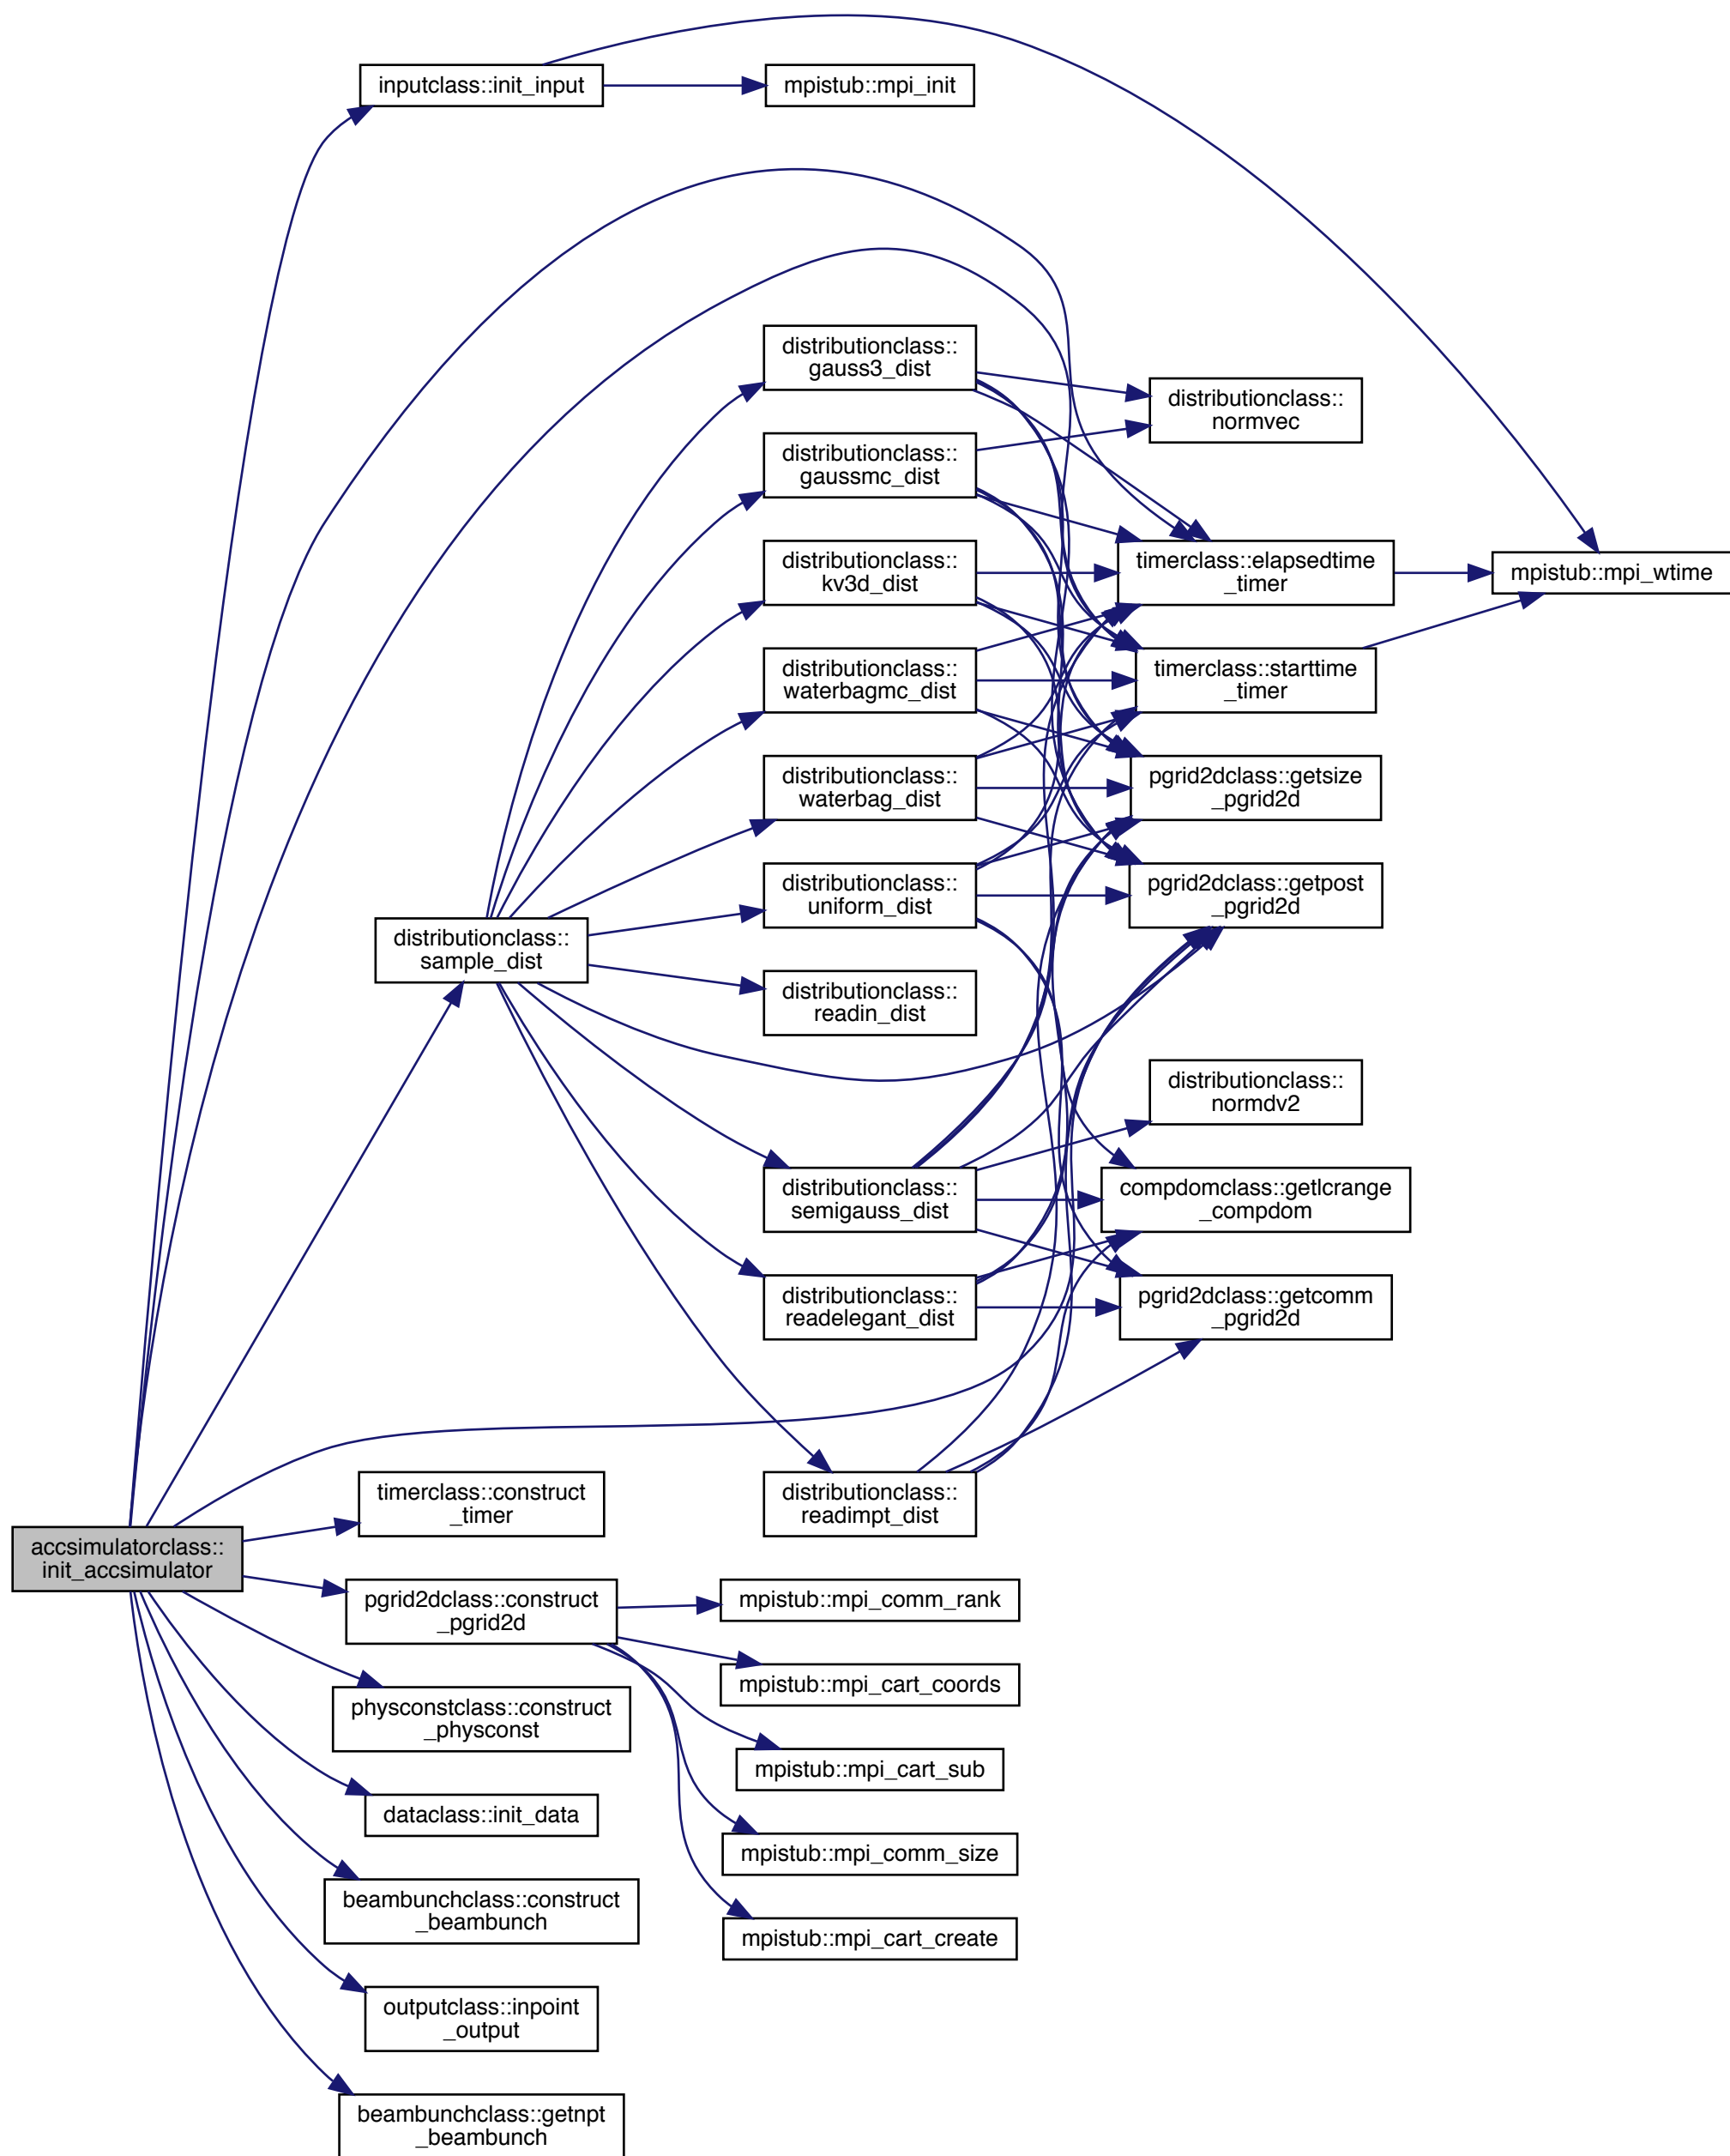 inputclass::init_input
mpistub::mpi_init
distributionclass::
gauss3_dist
distributionclass::
normvec
distributionclass::
gaussmc_dist
distributionclass::
kv3d_dist
timerclass::elapsedtime
_timer
mpistub::mpi_wtime
distributionclass::
waterbagmc_dist
timerclass::starttime
_timer
distributionclass::
waterbag_dist
pgrid2dclass::getsize
_pgrid2d
distributionclass::
uniform_dist
pgrid2dclass::getpost
_pgrid2d
distributionclass::
sample_dist
distributionclass::
readin_dist
distributionclass::
normdv2
distributionclass::
semigauss_dist
compdomclass::getlcrange
_compdom
distributionclass::
readelegant_dist
pgrid2dclass::getcomm
_pgrid2d
timerclass::construct
_timer
distributionclass::
readimpt_dist
accsimulatorclass::
init_accsimulator
pgrid2dclass::construct
_pgrid2d
mpistub::mpi_comm_rank
mpistub::mpi_cart_coords
physconstclass::construct
_physconst
mpistub::mpi_cart_sub
dataclass::init_data
mpistub::mpi_comm_size
beambunchclass::construct
_beambunch
mpistub::mpi_cart_create
outputclass::inpoint
_output
beambunchclass::getnpt
_beambunch